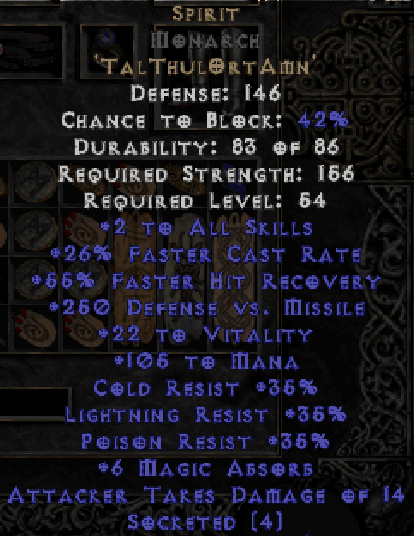 Spirit
Monarch
'TalThulOrtAmn'
Defense: 146
Chance to Block: 42%
Durability: 83 of 86
Required Strength: 156
Required Level: 54
+2 to All Skills
+26% Faster Cast Rate
+55% Faster Hit Recovery
+250 Defense vs. Missile
+22 to Vitality
+105 to Mana
Cold Resist +35%
Lightning Resist +35%
Poison Resist +35%
+6 Magic Absorb
Attacker Takes Damage of 14
Socketed (4)